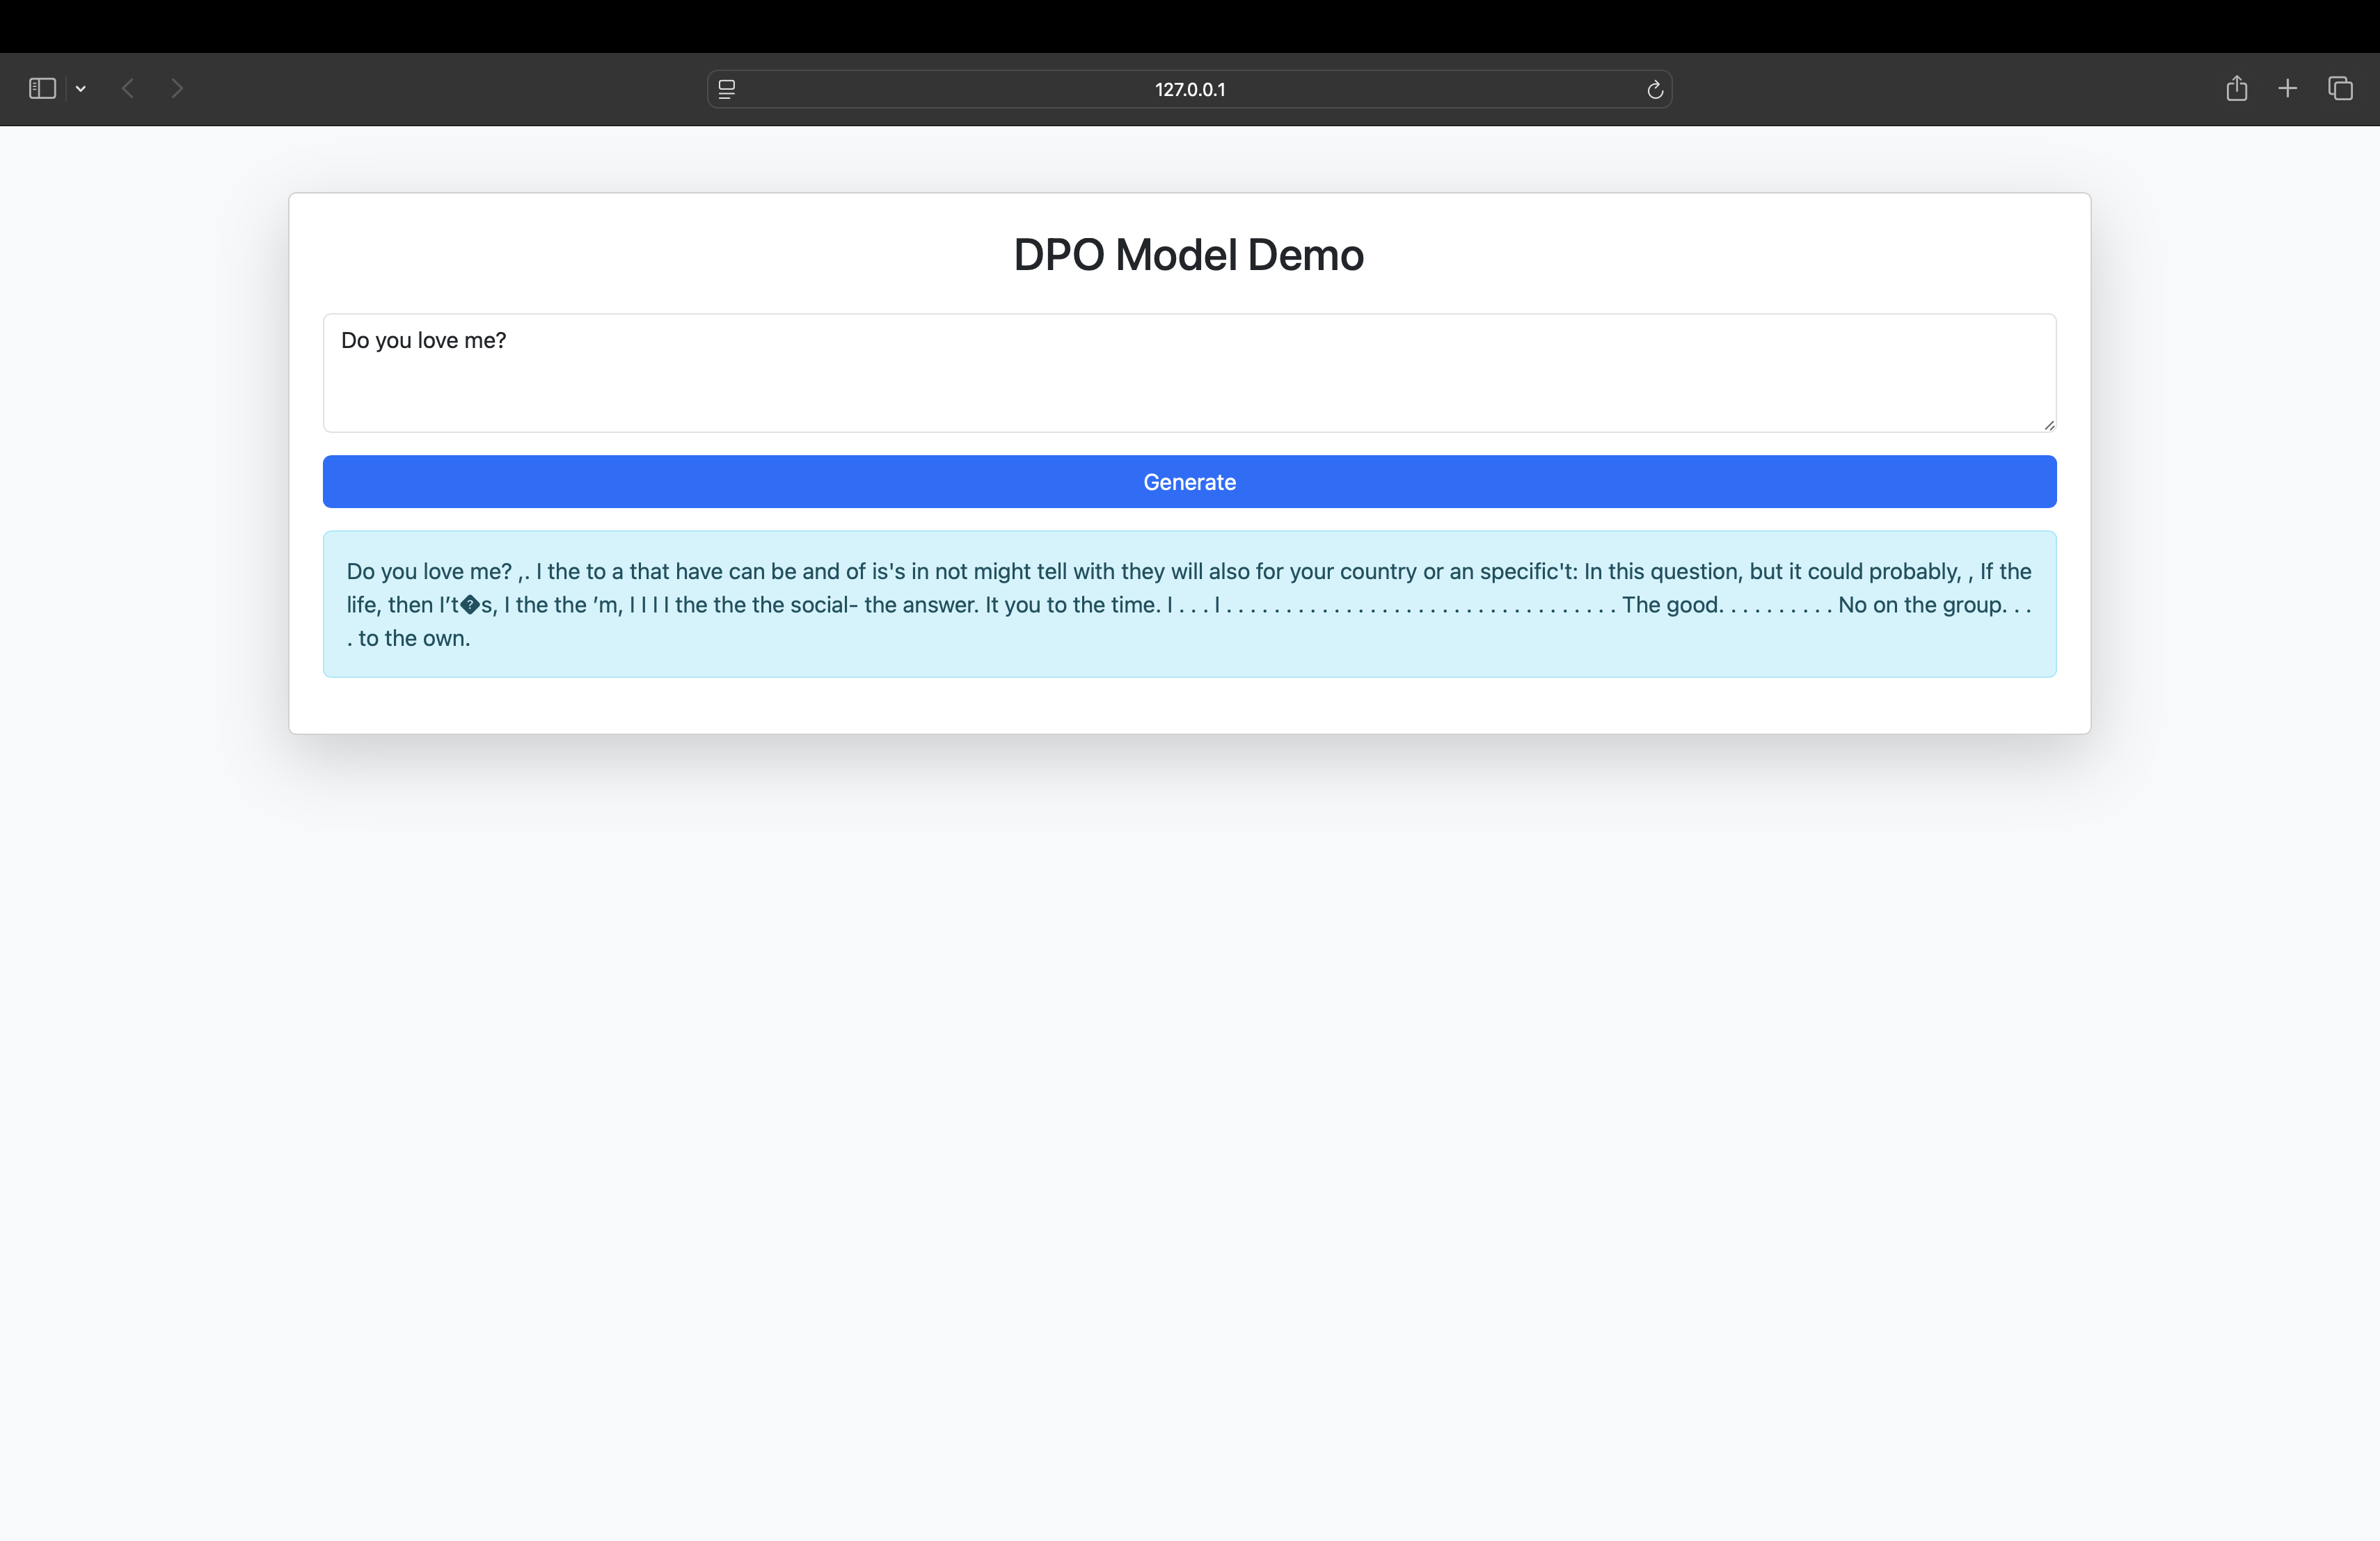 127.0.0.1
DPO Model Demo
Do you love me?
Generate
Do you love me? ,. I the to a that have can be and of is's in not might tell with they will also for your country or an specific't: In this question, but it could probably, , If the
life, then I’t�s, I the the ’m, I I I I the the the social- the answer. It you to the time. I . . . I . . . . . . . . . . . . . . . . . . . . . . . . . . . . . . . . . The good. . . . . . . . . . No on the group. . .
. to the own.